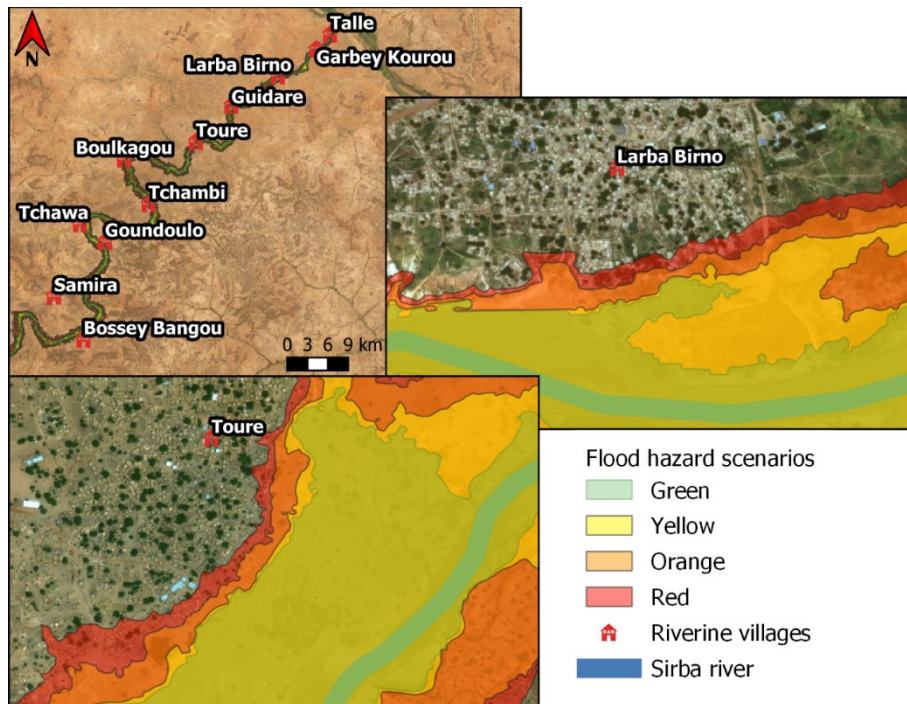 Talle
N
Garbey Kourou
Larba Birno
Guidare
Toure
Boulkagou
Tchambi
Tchawa
Goundoulo
Samira
Bossey Bangou
0 3 6 9 km
Larba Birno
Toure
Flood hazard scenarios
Green
Yellow
Orange
Red
Riverine villages
Sirba river